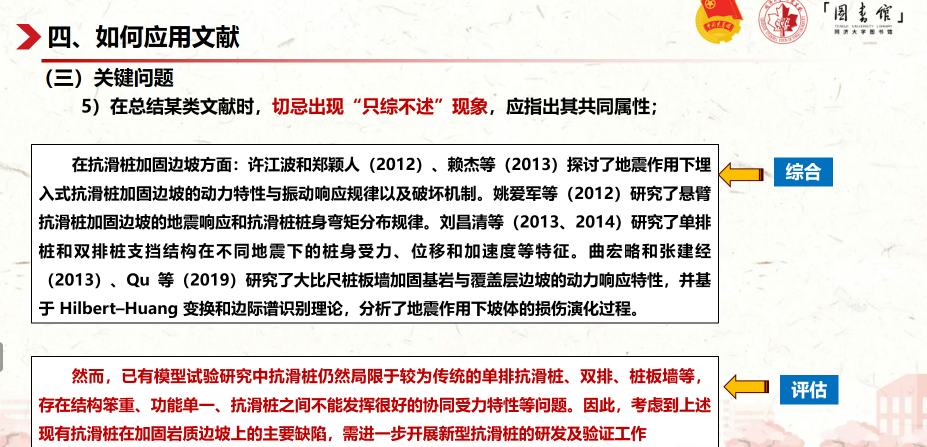 四、如何应用文献
「图书馆」
TONGJI UNIVERSITY LIBRARY
同济大学图书馆
（三）关键问题
5）在总结某类文献时，切忌出现“只综不述”现象，应指出其共同属性；
在抗滑桩加固边坡方面：许江波和郑颖人（2012）、赖杰等（2013）探讨了地震作用下埋
入式抗滑桩加固边坡的动力特性与振动响应规律以及破坏机制。姚爱军等（2012）研究了悬臂
抗滑桩加固边坡的地震响应和抗滑桩桩身弯矩分布规律。刘昌清等（2013、2014）研究了单排
桩和双排桩支挡结构在不同地震下的桩身受力、位移和加速度等特征。曲宏略和张建经
（2013）、Qu 等（2019）研究了大比尺桩板墙加固基岩与覆盖层边坡的动力响应特性，并基
于 Hilbert–Huang 变换和边际谱识别理论，分析了地震作用下坡体的损伤演化过程。
综合
然而，已有模型试验研究中抗滑桩仍然局限于较为传统的单排抗滑桩、双排、桩板墙等，
存在结构笨重、功能单一、抗滑桩之间不能发挥很好的协同受力特性等问题。因此，考虑到上述
现有抗滑桩在加固岩质边坡上的主要缺陷，需进一步开展新型抗滑桩的研发及验证工作
评估